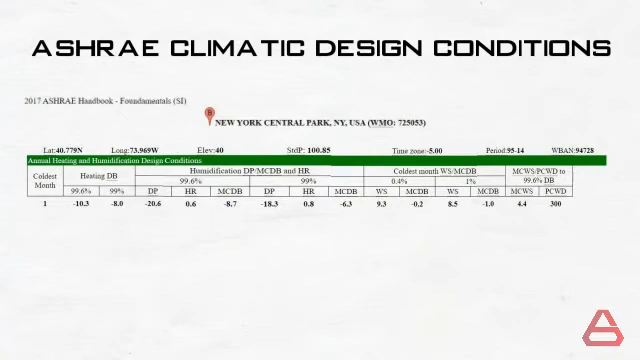 ASHRAE CLIMATIC DESIGN CONDITIONS
2017 ASHRAE Handbook - Foundamentals (SI)
NEW YORK CENTRAL PARK, NY, USA (WMO: 725053)
Lat:40.779N Long:73.969W Elev:40 StdP: 100.85 Time zone:-5.00 Period:95-14 WBAN:94728
Annual Heating and Humidification Design Conditions
Coldest Month Heating DB Humidification DP/MCDB and HR Coldest month WS/MCDB MCWS/PCWD to 99.6% DB
99.6% 99% 0.4% 1%
99.6% 99% DP HR MCDB DP HR MCDB WS MCDB WS MCDB MCWS PCWD
1 -10.3 -8.0 -20.6 0.6 -8.7 -18.3 0.8 -6.3 9.3 -0.2 8.5 -1.0 4.4 300